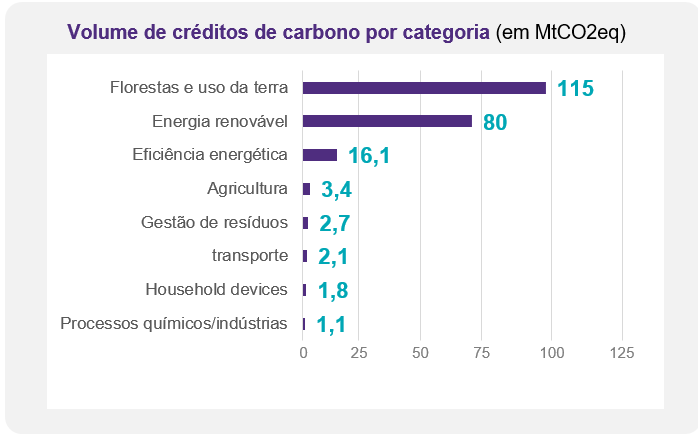 Volume de créditos de carbono por categoria (em MtCO2eq)
Florestas e uso da terra 115
Energia renovável 80
Eficiência energética 16,1
Agricultura 3,4
Gestão de resíduos 2,7
transporte 2,1
Household devices 1,8
Processos químicos/indústrias 1,1
0 25 50 75 100 125